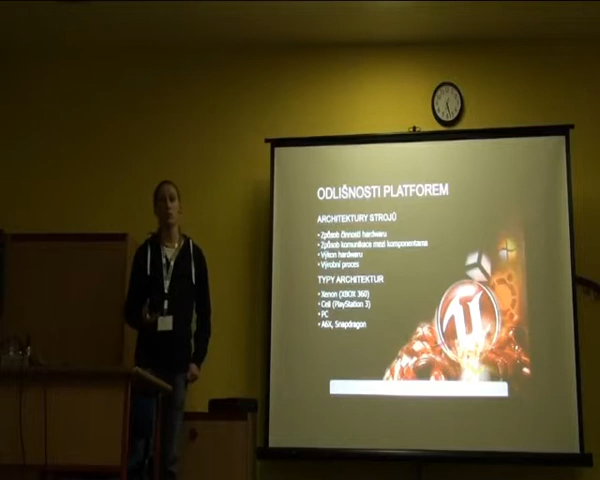 ODLIŠNOSTI PLATFOREM
ARCHITEKTURY STROJŮ
• Způsob činnosti hardwaru
• Způsob komunikace mezi komponentama
• Výkon hardwaru
• Výrobní proces
TYPY ARCHITEKTUR
• Xenon (XBOX 360)
• Cell (PlayStation 3)
• PC
• A6X, Snapdragon